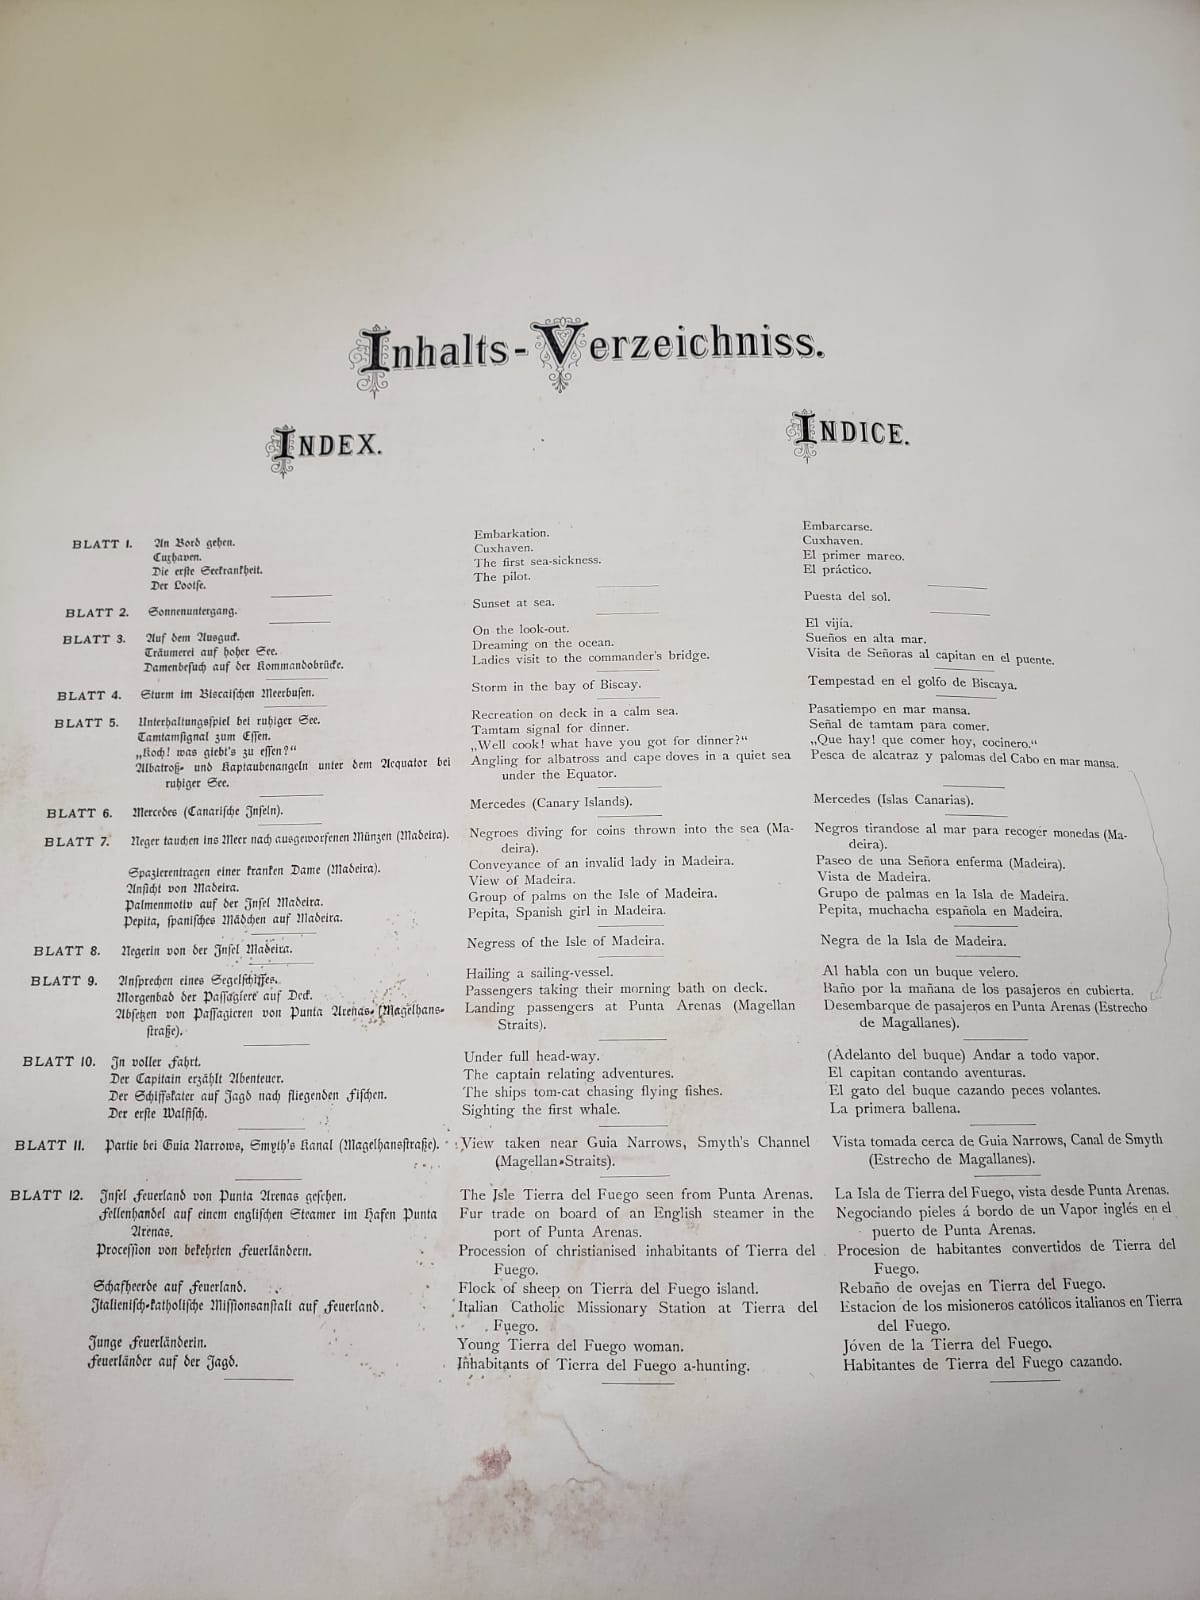 Inhalts-Verzeichniss.
INDEX.
INDICE.
BLATT 1. An Bord gehen.
Cuxhaven.
Die erste Seekrankheit.
Der Lootse.
BLATT 2. Sonnenuntergang.
BLATT 3. Auf dem Ausguck.
Träumerei auf hoher See.
Damenbesuch auf der Kommandobrücke.
BLATT 4. Sturm im Biscaischen Meerbusen.
BLATT 5. Unterhaltungsspiel bei ruhiger See.
Tamtamsignal zum Essen.
„Koch! was giebt's zu essen?“
Albatroß- und Kaptaubenangeln unter dem Acquator bei
ruhiger See.
BLATT 6. Mercedes (Canarische Inseln).
BLATT 7. Neger tauchen ins Meer nach ausgeworfenen Münzen (Madeira).
Spazierentragen einer kranken Dame (Madeira).
Ansicht von Madeira.
Palmenmotiv auf der Insel Madeira.
Pepita, spanisches Mädchen auf Madeira.
BLATT 8. Negerin von der Insel Madeira.
BLATT 9. Ansprechen eines Segelschiffes.
Morgenbad der Passagiere auf Deck.
Absetzen von Passagieren von Punta Arenas (Magelhans-
straße).
BLATT 10. In voller Fahrt.
Der Capitain erzählt Abenteuer.
Der Schiffskater auf Jagd nach fliegenden Fischen.
Der erste Walfisch.
BLATT 11. Partie bei Guia Narrows, Smyth's Kanal (Magelhansstraße).
BLATT 12. Insel Feuerland von Punta Arenas gesehen.
Fellenhandel auf einem englischen Steamer im Hafen Punta
Arenas.
Procession von bekehrten Feuerländern.
Schafheerde auf Feuerland.
Italienisch-katholische Missionsanstalt auf Feuerland.
Junge Feuerländerin.
Feuerländer auf der Jagd.
Embarkation.
Cuxhaven.
The first sea-sickness.
The pilot.
Sunset at sea.
On the look-out.
Dreaming on the ocean.
Ladies visit to the commander's bridge.
Storm in the bay of Biscay.
Recreation on deck in a calm sea.
Tamtam signal for dinner.
„Well cook! what have you got for dinner?“
Angling for albatross and cape doves in a quiet sea
under the Equator.
Mercedes (Canary Islands).
Negroes diving for coins thrown into the sea (Ma-
deira).
Conveyance of an invalid lady in Madeira.
View of Madeira.
Group of palms on the Isle of Madeira.
Pepita, Spanish girl in Madeira.
Negress of the Isle of Madeira.
Hailing a sailing-vessel.
Passengers taking their morning bath on deck.
Landing passengers at Punta Arenas (Magellan
Straits).
Under full head-way.
The captain relating adventures.
The ships tom-cat chasing flying fishes.
Sighting the first whale.
View taken near Guia Narrows, Smyth's Channel
(Magellan-Straits).
The Isle Tierra del Fuego seen from Punta Arenas.
Fur trade on board of an English steamer in the
port of Punta Arenas.
Procession of christianised inhabitants of Tierra del
Fuego.
Flock of sheep on Tierra del Fuego island.
Italian Catholic Missionary Station at Tierra del
Fuego.
Young Tierra del Fuego woman.
Inhabitants of Tierra del Fuego a-hunting.
Embarcarse.
Cuxhaven.
El primer mareo.
El práctico.
Puesta del sol.
El vijía.
Sueños en alta mar.
Visita de Señoras al capitan en el puente.
Tempestad en el golfo de Biscaya.
Pasatiempo en mar mansa.
Señal de tamtam para comer.
„Que hay! que comer hoy, cocinero.“
Pesca de alcatraz y palomas del Cabo en mar mansa.
Mercedes (Islas Canarias).
Negros tirandose al mar para recoger monedas (Ma-
deira).
Paseo de una Señora enferma (Madeira).
Vista de Madeira.
Grupo de palmas en la Isla de Madeira.
Pepita, muchacha española en Madeira.
Negra de la Isla de Madeira.
Al habla con un buque velero.
Baño por la mañana de los pasajeros en cubierta.
Desembarque de pasajeros en Punta Arenas (Estrecho
de Magallanes).
(Adelanto del buque) Andar a todo vapor.
El capitan contando aventuras.
El gato del buque cazando peces volantes.
La primera ballena.
Vista tomada cerca de Guia Narrows, Canal de Smyth
(Estrecho de Magallanes).
La Isla de Tierra del Fuego, vista desde Punta Arenas.
Negociando pieles á bordo de un Vapor inglés en el
puerto de Punta Arenas.
Procesion de habitantes convertidos de Tierra del
Fuego.
Rebaño de ovejas en Tierra del Fuego.
Estacion de los misioneros católicos italianos en Tierra
del Fuego.
Jóven de la Tierra del Fuego.
Habitantes de Tierra del Fuego cazando.